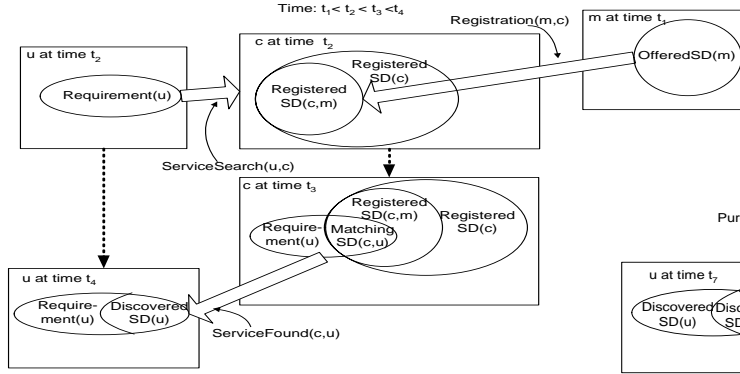 Time: t1< t2 < t3 <t4
Registration(m,c)
m at time t1
OfferedSD(m)
u at time t2
Requirement(u)
c at time t2
Registered
SD(c)
Registered
SD(c,m)
ServiceSearch(u,c)
c at time t3
Registered
SD(c,m)
Registered
SD(c)
Require-
ment(u)
Matching
SD(c,u)
u at time t4
Require-
ment(u)
Discovered
SD(u)
ServiceFound(c,u)
Pur
u at time t7
Discovered
SD(u)
Disc
S